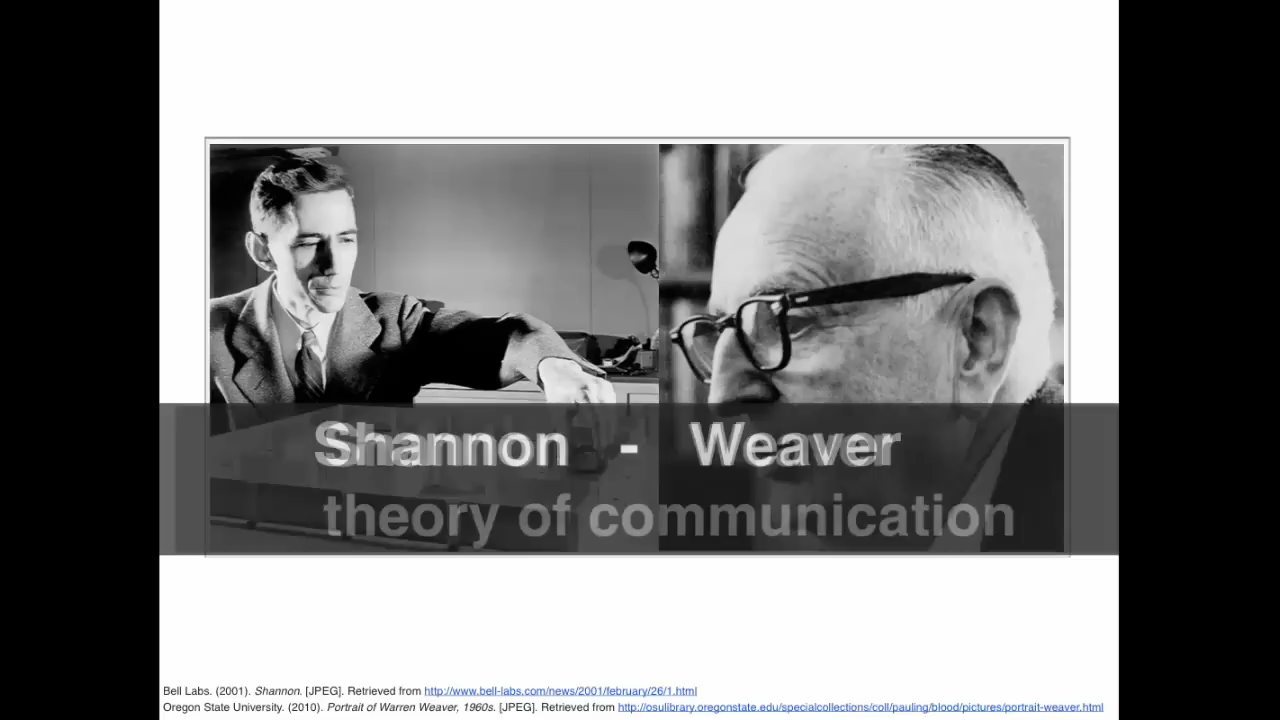 Shannon - Weaver
theory of communication
Bell Labs. (2001). Shannon. [JPEG]. Retrieved from http://www.bell-labs.com/news/2001/february/26/1.html
Oregon State University. (2010). Portrait of Warren Weaver, 1960s. [JPEG]. Retrieved from http://osulibrary.oregonstate.edu/specialcollections/coll/pauling/blood/pictures/portrait-weaver.html